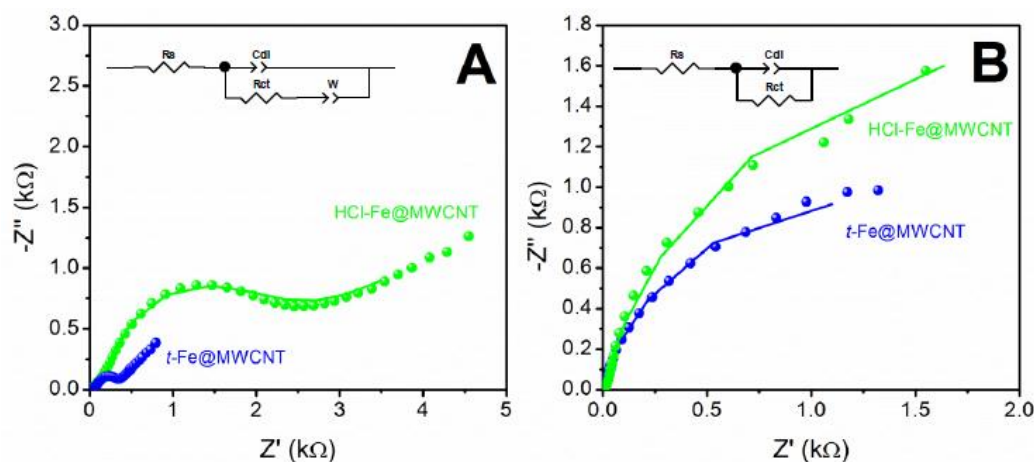 A
Rs
Cdl
Rct
W
HCl-Fe@MWCNT
t-Fe@MWCNT
-Z" (kΩ)
3.0
2.5
2.0
1.5
1.0
0.5
0.0
0
1
2
3
4
5
Z' (kΩ)
B
Rs
Cdl
Rct
HCl-Fe@MWCNT
t-Fe@MWCNT
-Z" (kΩ)
1.8
1.6
1.4
1.2
1.0
0.8
0.6
0.4
0.2
0.0
0.0
0.5
1.0
1.5
2.0
Z' (kΩ)